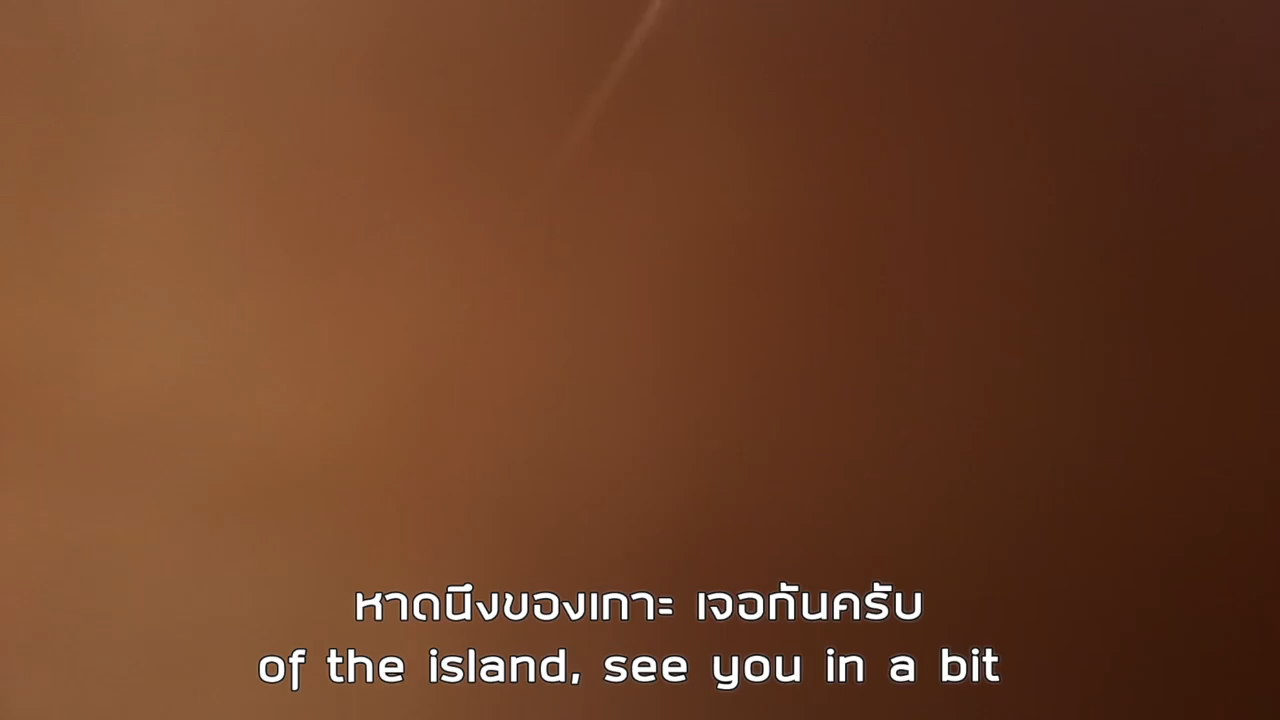 หาดนึงของเกาะ เจอกันครับ
of the island, see you in a bit